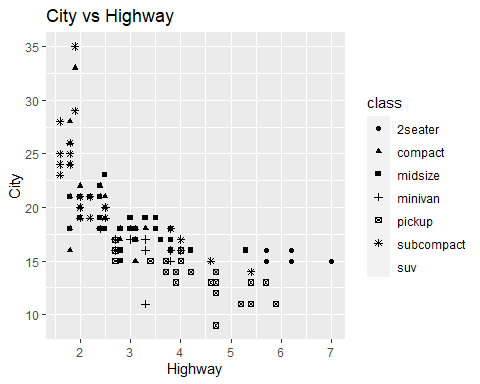 City vs Highway
35
30
25
20
15
10
City
2 3 4 5 6 7
Highway
class
2seater
compact
midsize
minivan
pickup
subcompact
suv